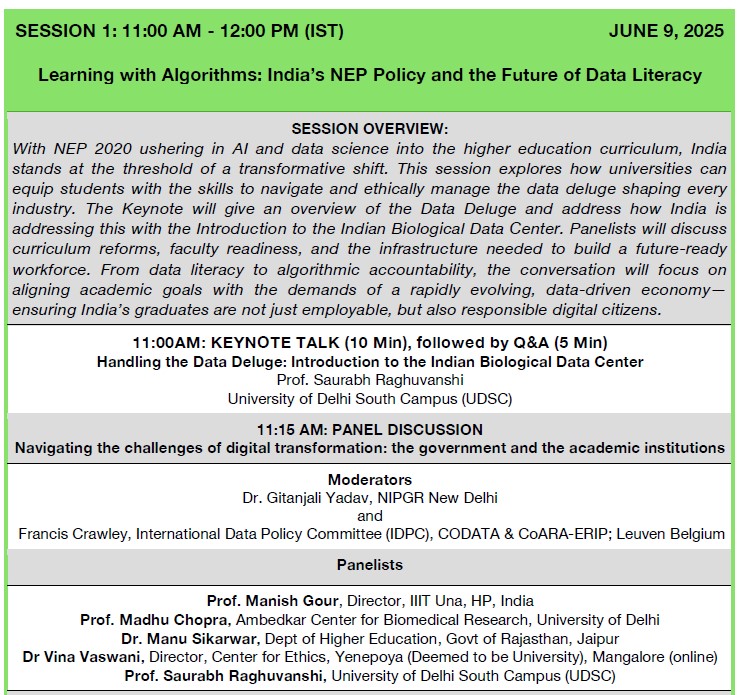 SESSION 1: 11:00 AM - 12:00 PM (IST) JUNE 9, 2025
Learning with Algorithms: India's NEP Policy and the Future of Data Literacy
SESSION OVERVIEW:
With NEP 2020 ushering in AI and data science into the higher education curriculum, India
stands at the threshold of a transformative shift. This session explores how universities can
equip students with the skills to navigate and ethically manage the data deluge shaping every
industry. The Keynote will give an overview of the Data Deluge and address how India is
addressing this with the Introduction to the Indian Biological Data Center. Panelists will discuss
curriculum reforms, faculty readiness, and the infrastructure needed to build a future-ready
workforce. From data literacy to algorithmic accountability, the conversation will focus on
aligning academic goals with the demands of a rapidly evolving, data-driven economy—
ensuring India's graduates are not just employable, but also responsible digital citizens.
11:00AM: KEYNOTE TALK (10 Min), followed by Q&A (5 Min)
Handling the Data Deluge: Introduction to the Indian Biological Data Center
Prof. Saurabh Raghuvanshi
University of Delhi South Campus (UDSC)
11:15 AM: PANEL DISCUSSION
Navigating the challenges of digital transformation: the government and the academic institutions
Moderators
Dr. Gitanjali Yadav, NIPGR New Delhi
and
Francis Crawley, International Data Policy Committee (IDPC), CODATA & CoARA-ERIP; Leuven Belgium
Panelists
Prof. Manish Gour, Director, IIIT Una, HP, India
Prof. Madhu Chopra, Ambedkar Center for Biomedical Research, University of Delhi
Dr. Manu Sikarwar, Dept of Higher Education, Govt of Rajasthan, Jaipur
Dr Vina Vaswani, Director, Center for Ethics, Yenepoya (Deemed to be University), Mangalore (online)
Prof. Saurabh Raghuvanshi, University of Delhi South Campus (UDSC)